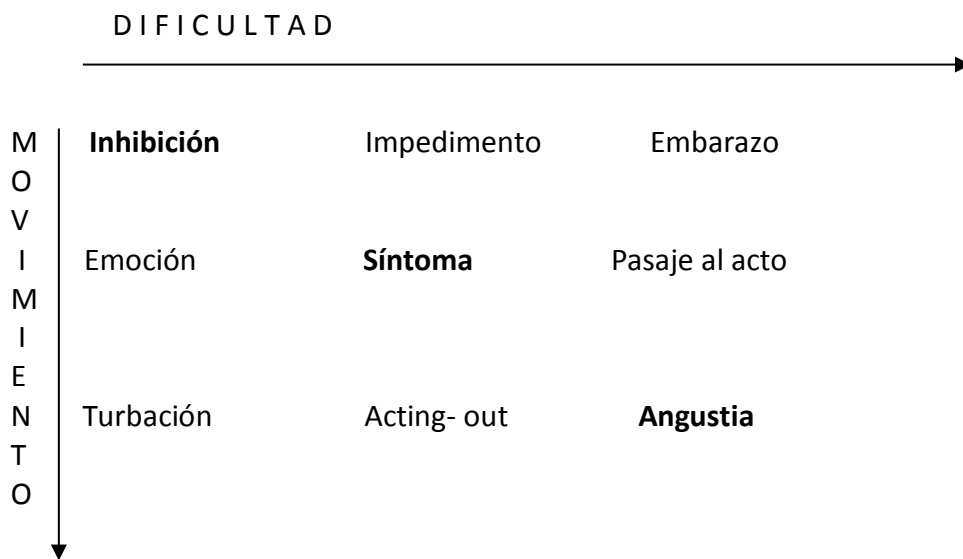 D I F I C U L T A D
M O V I M I E N T O
Inhibición Impedimento Embarazo
Emoción Síntoma Pasaje al acto
Turbación Acting- out Angustia